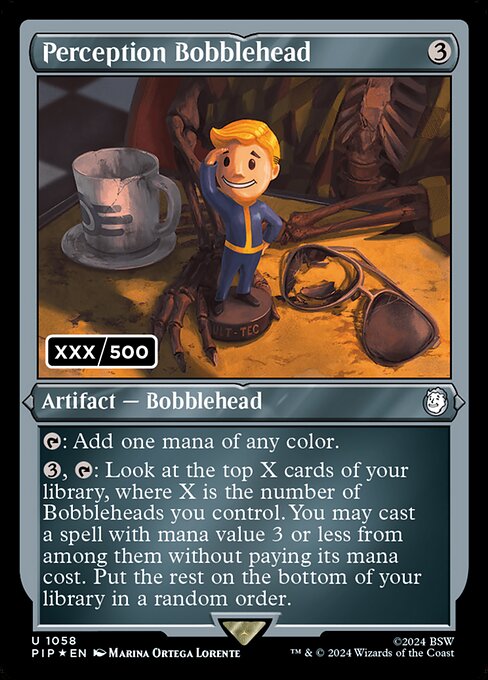 Perception Bobblehead 3
ULT-TEC
XXX/500
Artifact — Bobblehead
: Add one mana of any color.
3, : Look at the top X cards of your
library, where X is the number of
Bobbleheads you control. You may cast
a spell with mana value 3 or less from
among them without paying its mana
cost. Put the rest on the bottom of your
library in a random order.
U 1058 ©2024 BSW
PIP★EN Marina Ortega Lorente ™ & © 2024 Wizards of the Coast